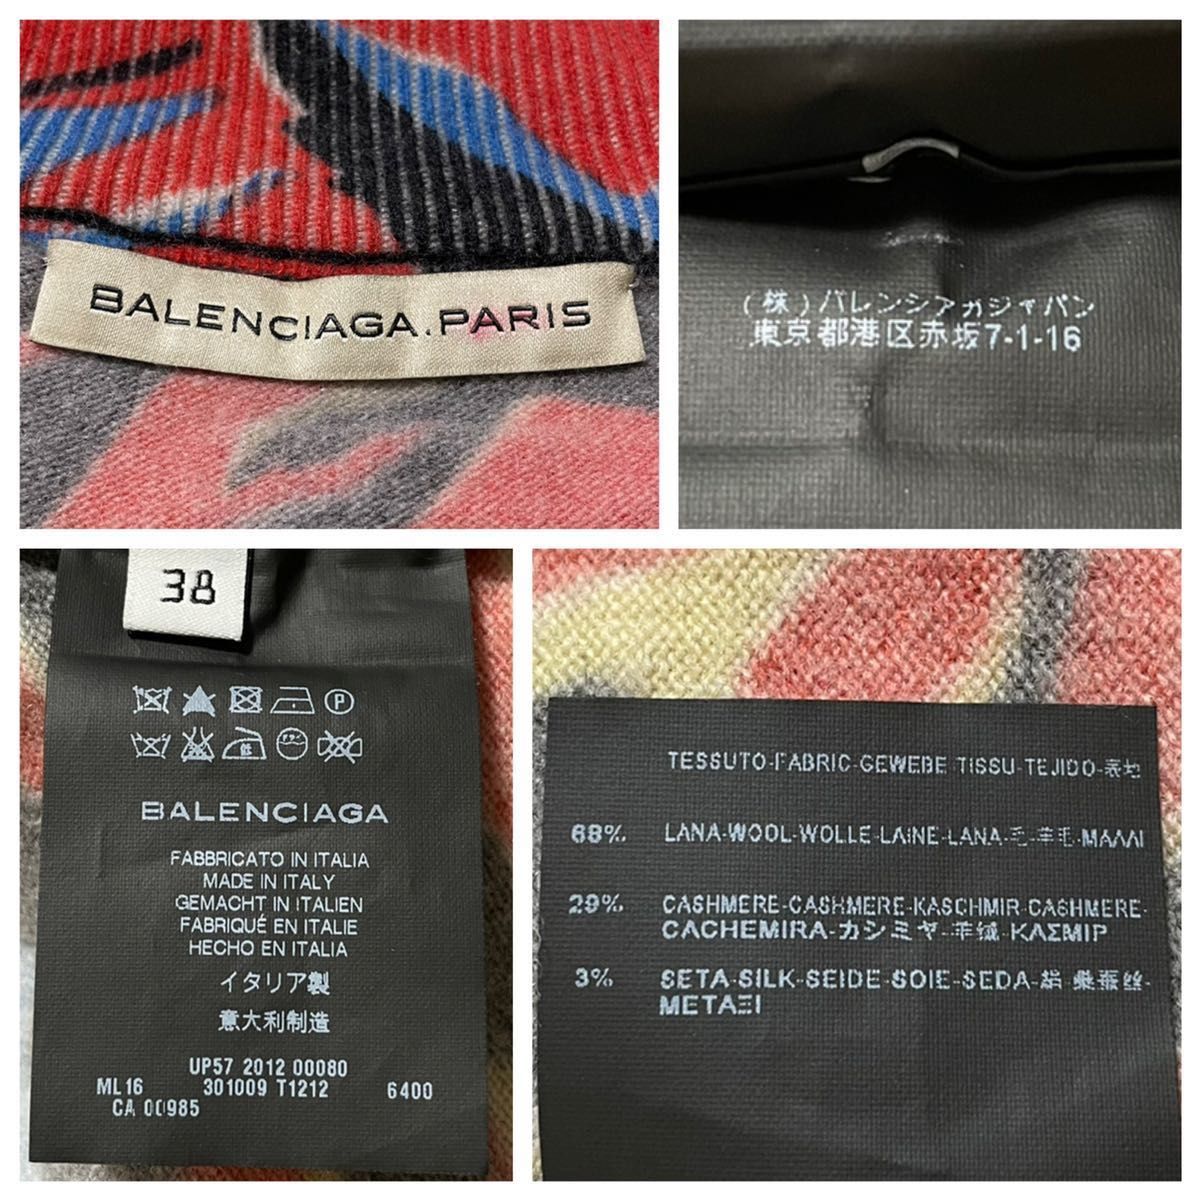 BALENCIAGA.PARIS
(株)バレンシアガジャパン
東京都港区赤坂7-1-16
38
P
低
ドライ
BALENCIAGA
FABBRICATO IN ITALIA
MADE IN ITALY
GEMACHT IN ITALIEN
FABRIQUÉ EN ITALIE
HECHO EN ITALIA
イタリア製
意大利制造
UP57 2012 00080
ML16 301009 T1212 6400
CA 00985
TESSUTO-FABRIC-GEWEBE TISSU-TEJIDO-表地
68% LANA-WOOL-WOLLE-LAINE-LANA-毛-羊毛-ΜΑΛΛΙ
29% CASHMERE-CASHMERE-KASCHMIR-CASHMERE-
CACHEMIRA-カシミヤ-羊绒-ΚΑΣΜΙΡ
3% SETA-SILK-SEIDE-SOIE-SEDA-絹-桑蚕丝-
ΜΕΤΑΞΙ